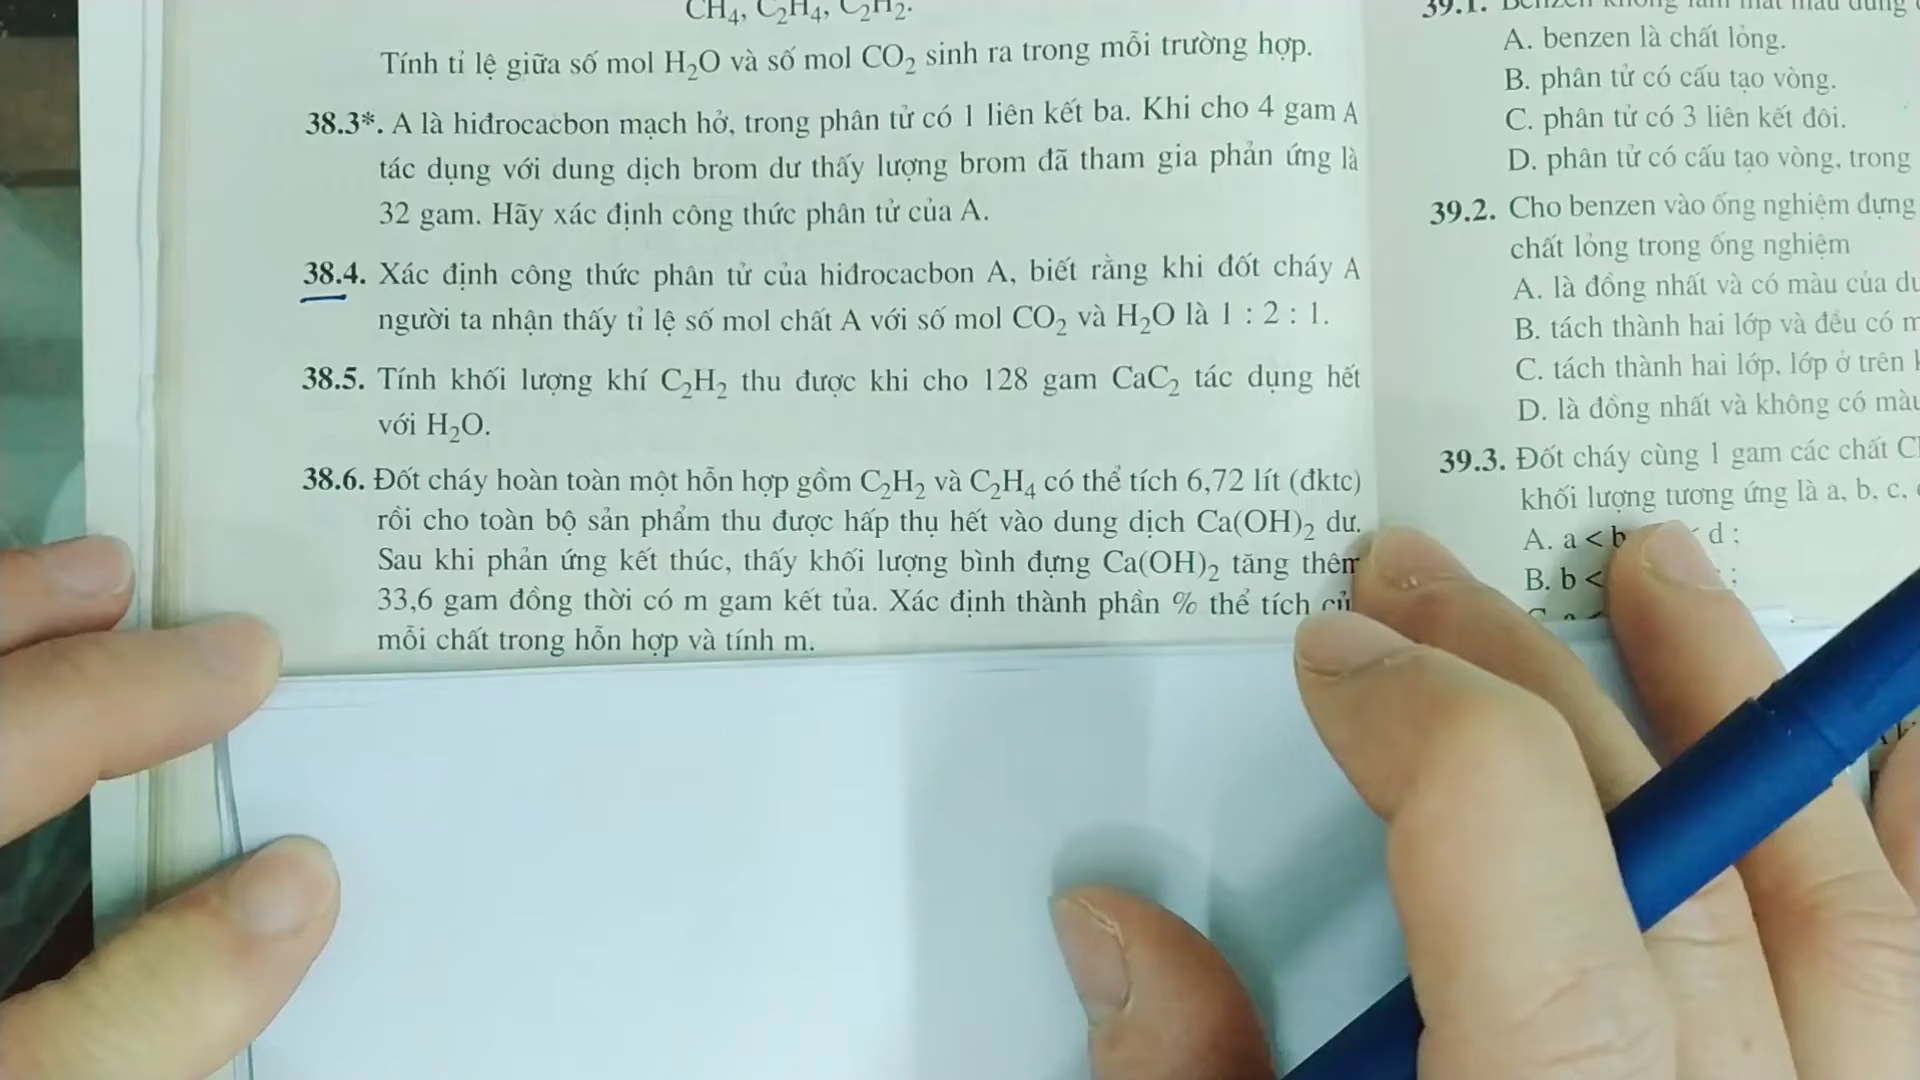 CH₄, C₂H₄, C₂H₂.
Tính tỉ lệ giữa số mol H₂O và số mol CO₂ sinh ra trong mỗi trường hợp.
38.3*. A là hiđrocacbon mạch hở, trong phân tử có 1 liên kết ba. Khi cho 4 gam A
tác dụng với dung dịch brom dư thấy lượng brom đã tham gia phản ứng là
32 gam. Hãy xác định công thức phân tử của A.
38.4. Xác định công thức phân tử của hiđrocacbon A, biết rằng khi đốt cháy A
người ta nhận thấy tỉ lệ số mol chất A với số mol CO₂ và H₂O là 1 : 2 : 1.
38.5. Tính khối lượng khí C₂H₂ thu được khi cho 128 gam CaC₂ tác dụng hết
với H₂O.
38.6. Đốt cháy hoàn toàn một hỗn hợp gồm C₂H₂ và C₂H₄ có thể tích 6,72 lít (đktc)
rồi cho toàn bộ sản phẩm thu được hấp thụ hết vào dung dịch Ca(OH)₂ dư.
Sau khi phản ứng kết thúc, thấy khối lượng bình đựng Ca(OH)₂ tăng thêm
33,6 gam đồng thời có m gam kết tủa. Xác định thành phần % thể tích
mỗi chất trong hỗn hợp và tính m.
39.1. Benzen không làm mất màu dung
A. benzen là chất lỏng.
B. phân tử có cấu tạo vòng.
C. phân tử có 3 liên kết đôi.
D. phân tử có cấu tạo vòng, trong
39.2. Cho benzen vào ống nghiệm đựng
chất lỏng trong ống nghiệm
A. là đồng nhất và có màu của
B. tách thành hai lớp và đều có
C. tách thành hai lớp, lớp ở trên
D. là đồng nhất và không có màu
39.3. Đốt cháy cùng 1 gam các chất
khối lượng tương ứng là a, b, c,
A. a < b d ;
B. b < ;